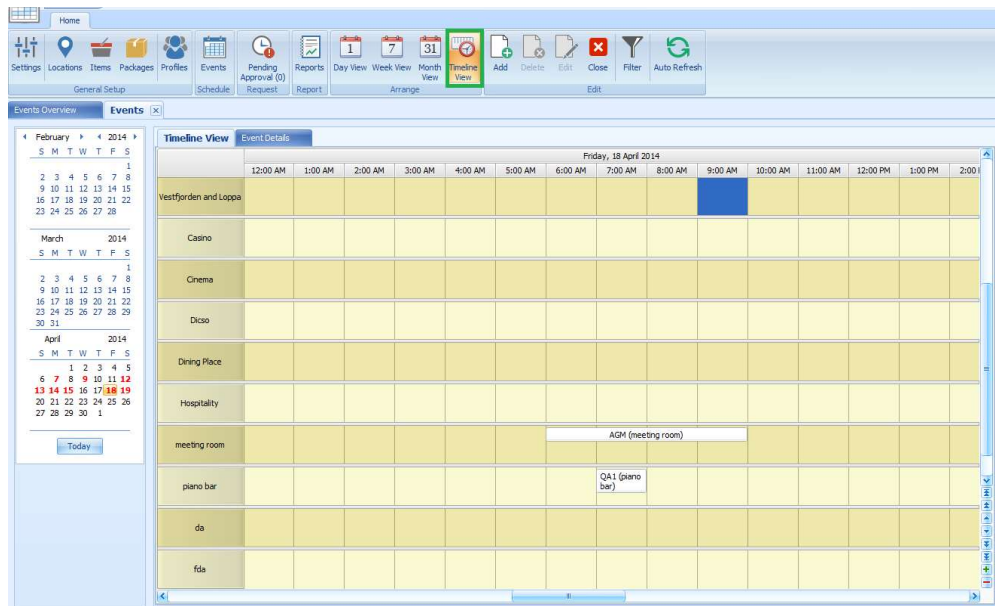 Home
Settings Locations Items Packages Profiles Events Pending Approval (0) Reports Day View Week View Month View Timeline View Add Delete Edit Close Filter Auto Refresh
1 7 31
General Setup Schedule Request Report Arrange Edit
Events Overview Events
February 2014
S M T W T F S
1
2 3 4 5 6 7 8
9 10 11 12 13 14 15
16 17 18 19 20 21 22
23 24 25 26 27 28
March 2014
S M T W T F S
1
2 3 4 5 6 7 8
9 10 11 12 13 14 15
16 17 18 19 20 21 22
23 24 25 26 27 28 29
30 31
April 2014
S M T W T F S
1 2 3 4 5
6 7 8 9 10 11 12
13 14 15 16 17 18 19
20 21 22 23 24 25 26
27 28 29 30 1
Today
Timeline View Event Details
Friday, 18 April 2014
12:00 AM 1:00 AM 2:00 AM 3:00 AM 4:00 AM 5:00 AM 6:00 AM 7:00 AM 8:00 AM 9:00 AM 10:00 AM 11:00 AM 12:00 PM 1:00 PM 2:00
Vestfjorden and Loppa
Casino
Cinema
Dicso
Dining Place
Hospitality
meeting room
AGM (meeting room)
piano bar
QA1 (piano
bar)
da
fda